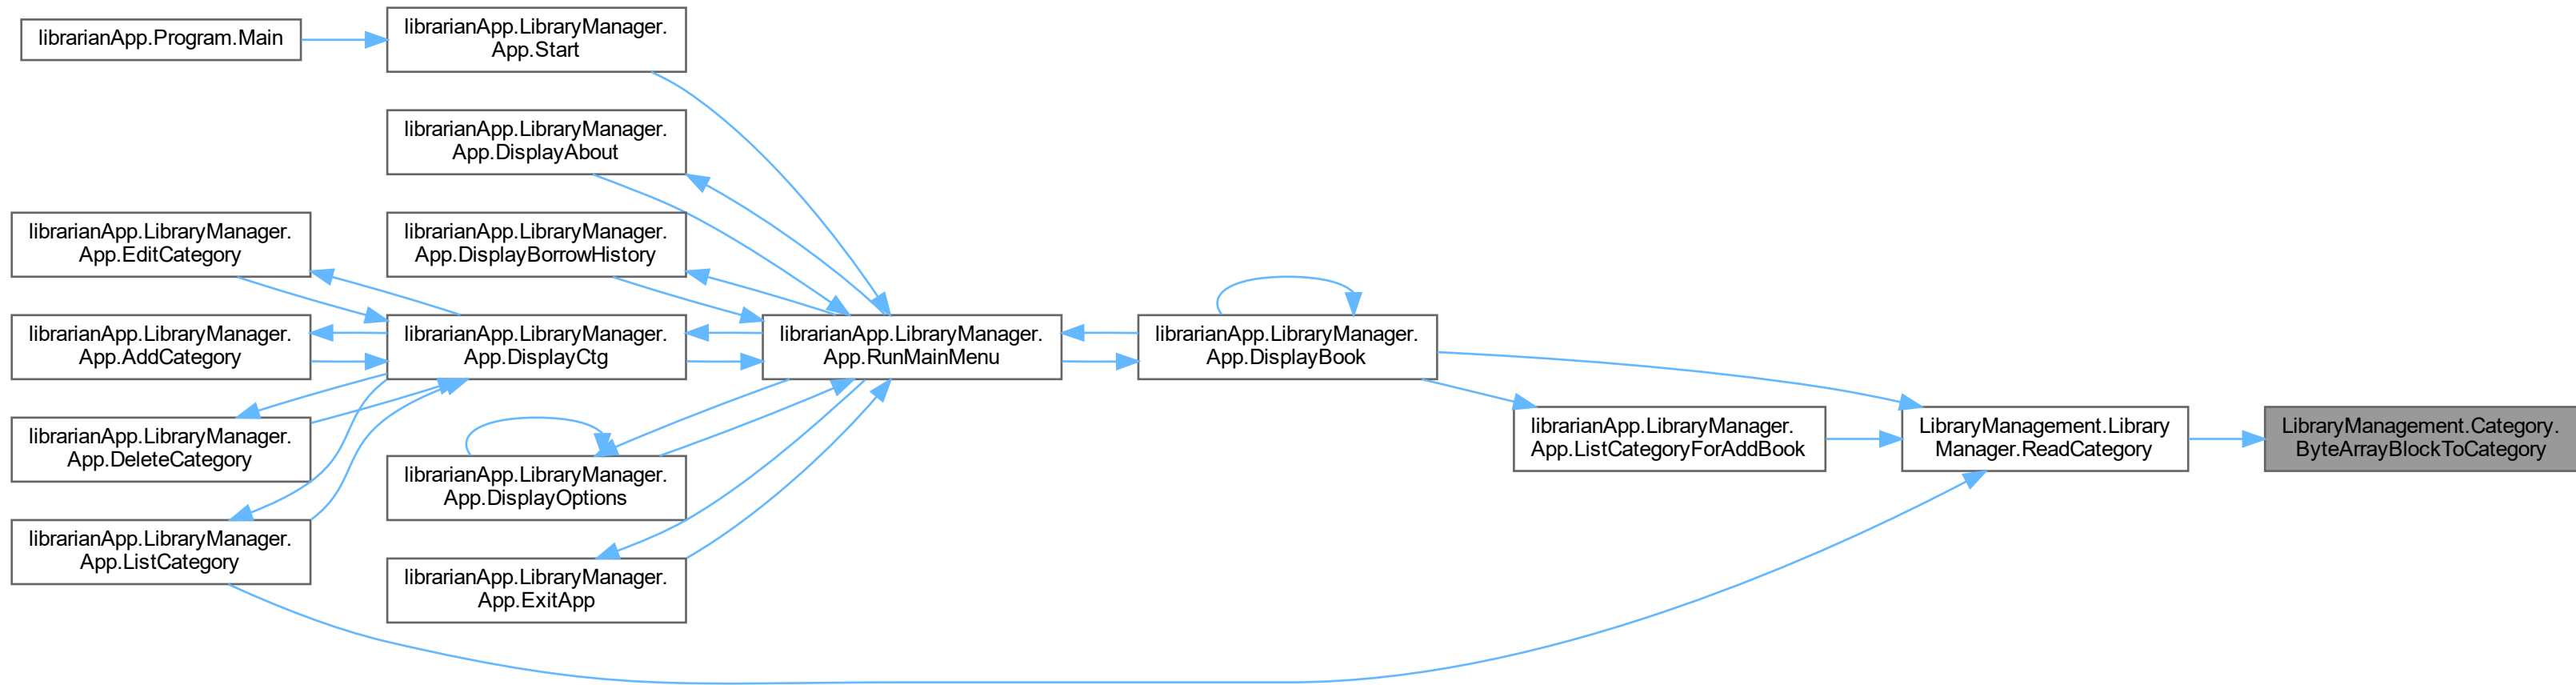 librarianApp.Program.Main
librarianApp.LibraryManager.
App.Start
librarianApp.LibraryManager.
App.DisplayAbout
librarianApp.LibraryManager.
App.EditCategory
librarianApp.LibraryManager.
App.DisplayBorrowHistory
librarianApp.LibraryManager.
App.AddCategory
librarianApp.LibraryManager.
App.DisplayCtg
librarianApp.LibraryManager.
App.RunMainMenu
librarianApp.LibraryManager.
App.DisplayBook
librarianApp.LibraryManager.
App.DeleteCategory
librarianApp.LibraryManager.
App.DisplayOptions
librarianApp.LibraryManager.
App.ListCategoryForAddBook
LibraryManagement.Library
Manager.ReadCategory
LibraryManagement.Category.
ByteArrayBlockToCategory
librarianApp.LibraryManager.
App.ListCategory
librarianApp.LibraryManager.
App.ExitApp